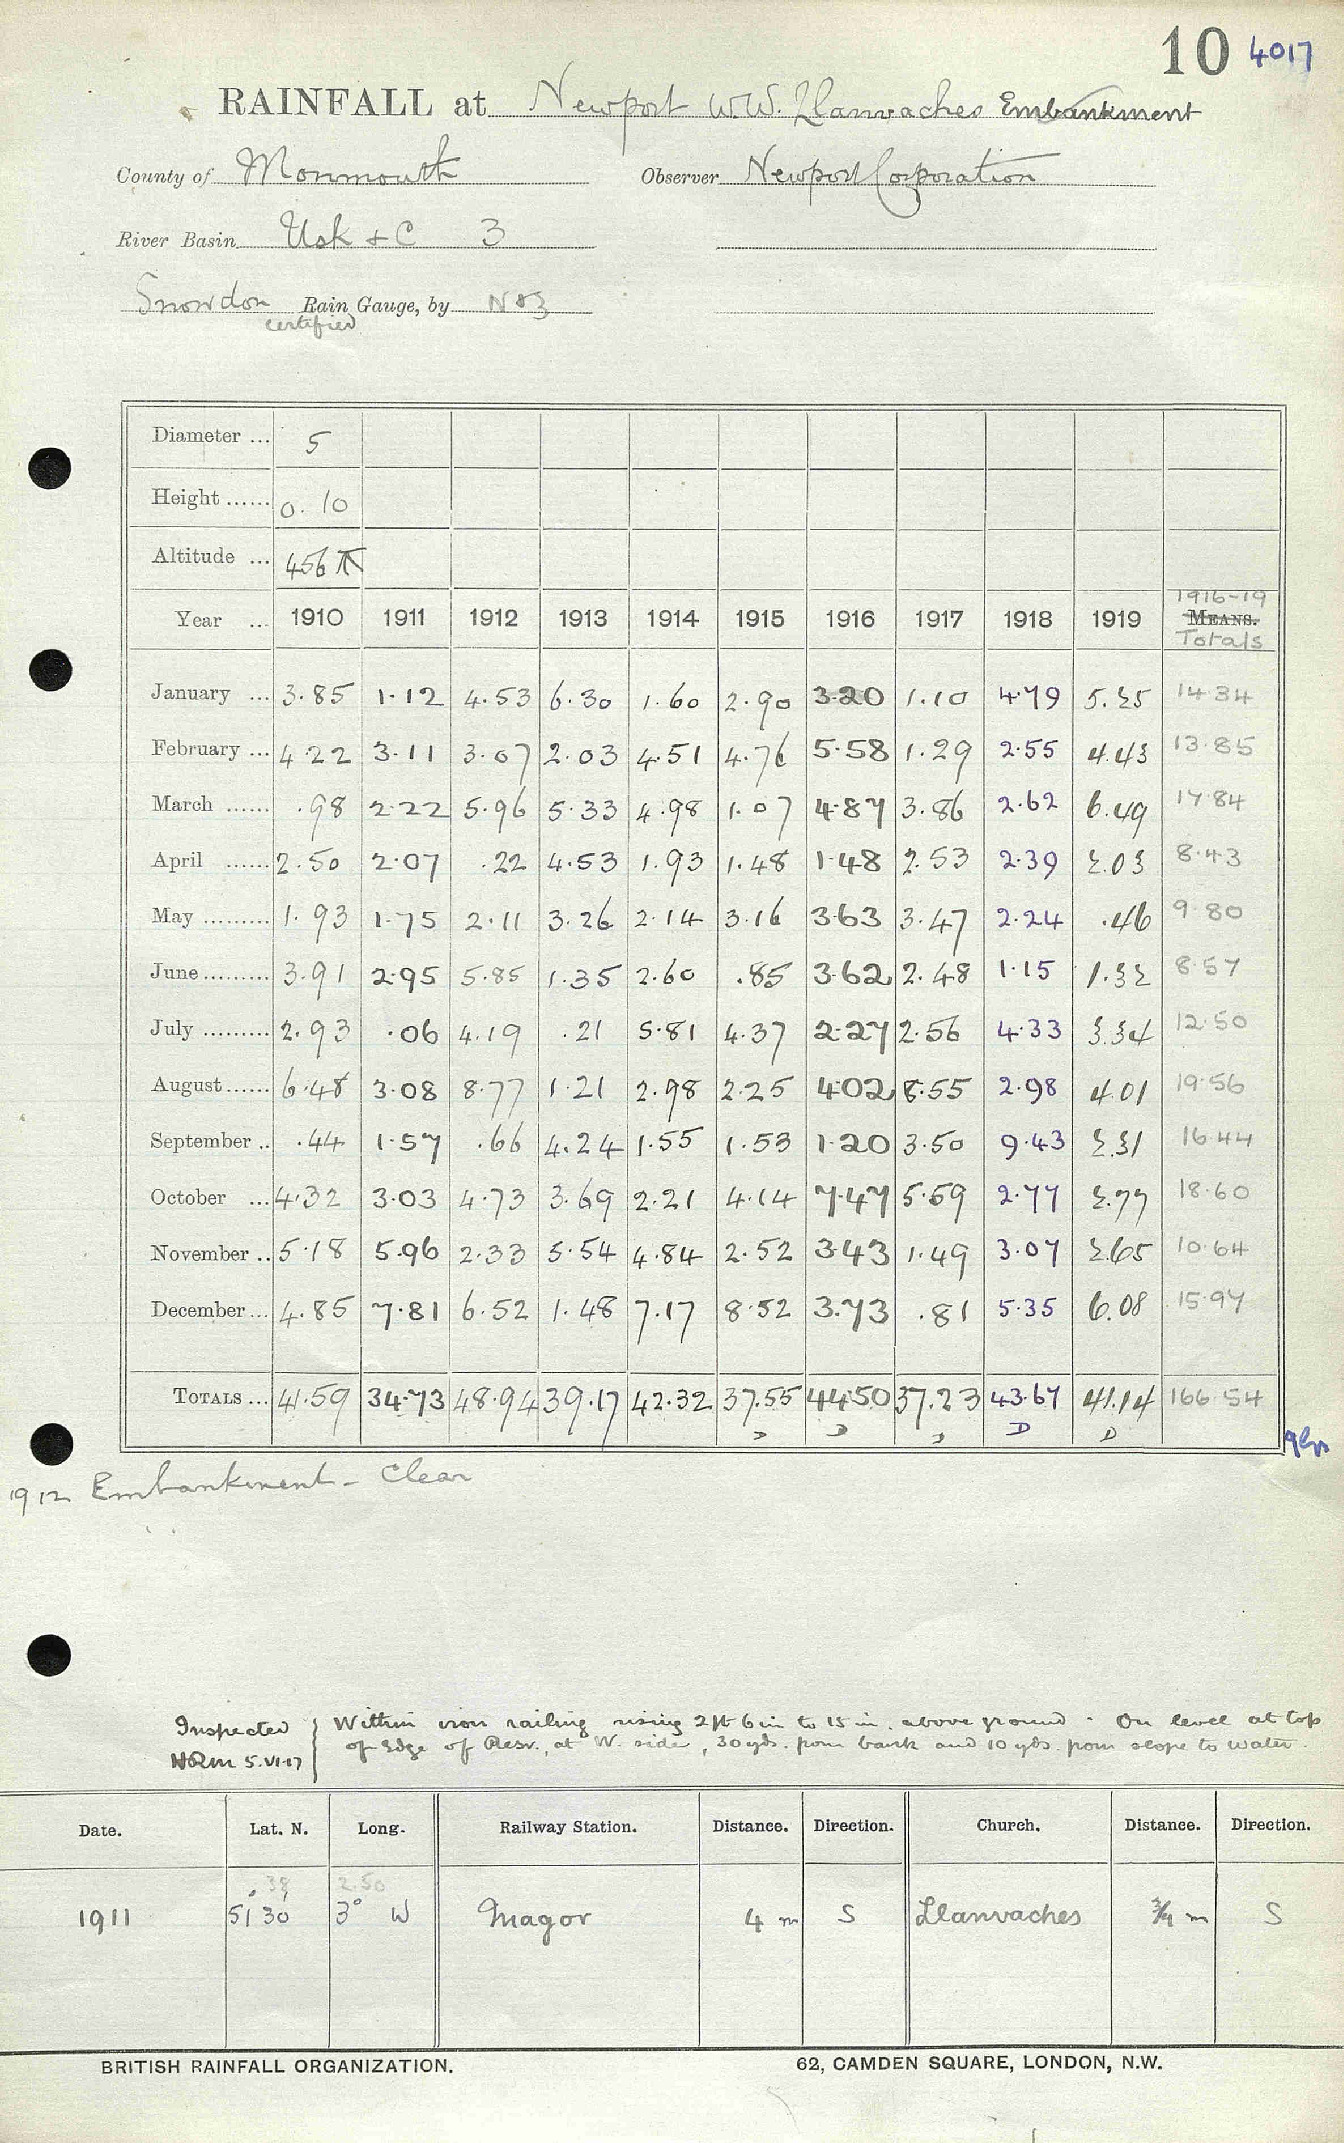 10 4017
RAINFALL at Newport W.W. Llanvaches Embankment
County of Monmouth Observer Newport Corporation
River Basin Usk & C 3
Snowdon Rain Gauge, by No3
certified
Diameter ... 5
Height ...... 0.10
Altitude ... 456
1916-19
Year ... 1910 1911 1912 1913 1914 1915 1916 1917 1918 1919 MEANS.
Totals
January ... 3.85 1.12 4.53 6.30 1.60 2.90 3.20 1.10 4.79 5.25 14.34
February ... 4 22 3.11 3.07 2.03 4.51 4.76 5.58 1.29 2.55 4.43 13.85
March ...... .98 2.22 5.96 5.33 4.98 1.07 4.87 3.86 2.62 6.49 17.84
April ...... 2.50 2.07 .22 4.53 1.93 1.48 1.48 2.53 2.39 2.03 8.43
May ......... 1.93 1.75 2.11 3.26 2.14 3.16 3.63 3.47 2.24 .46 9.80
June ......... 3.91 2.95 5.85 1.35 2.60 .85 3.62 2.48 1.15 1.32 8.57
July ......... 2.93 .06 4.19 .21 5.81 4.37 2.27 2.56 4.33 3.34 12.50
August ...... 6.48 3.08 8.77 1.21 2.98 2.25 4.02 8.55 2.98 4.01 19.56
September .. .44 1.57 .66 4.24 1.55 1.53 1.20 3.50 9.43 2.31 16.44
October ... 4.32 3.03 4.73 3.69 2.21 4.14 7.47 5.59 2.77 2.77 18.60
November .. 5.18 5.96 2.33 5.54 4.84 2.52 3.43 1.49 3.07 2.65 10.64
December ... 4.85 7.81 6.52 1.48 7.17 8.52 3.73 .81 5.35 6.08 15.97
TOTALS ... 41.59 34.73 48.94 39.17 42.32 37.55 44.50 37.23 43.67 41.14 166.54
D D D
1912 Embankment - Clear
Inspected Within iron railing rising 2ft 6in to 15 in. above ground. On level at top
HRM 5.VI.17 of Edge of Resr., at W. side, 30 yds. from bank and 10 yds. from slope to water.
Date. Lat. N. Long. Railway Station. Distance. Direction. Church. Distance. Direction.
38 2.50
1911 51° 30' 3° W Magor 4 m S Llanvaches ¾ m S
BRITISH RAINFALL ORGANIZATION. 62, CAMDEN SQUARE, LONDON, N.W.